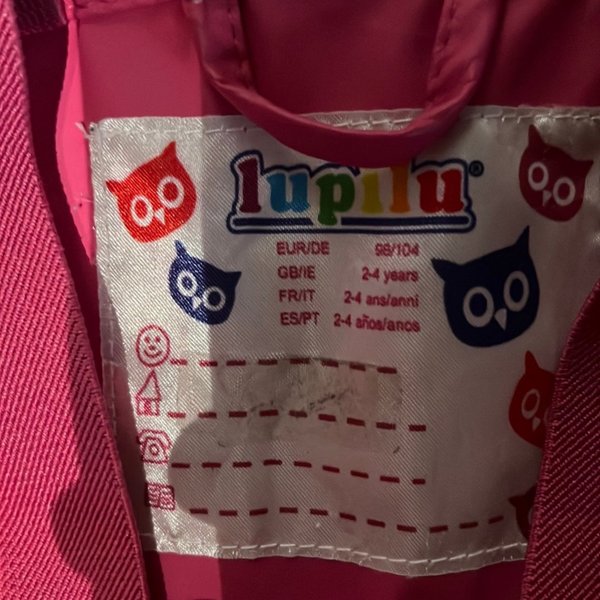 lupilu®
EUR/DE 98/104
GB/IE 2-4 years
FR/IT 2-4 ans/anni
ES/PT 2-4 años/anos